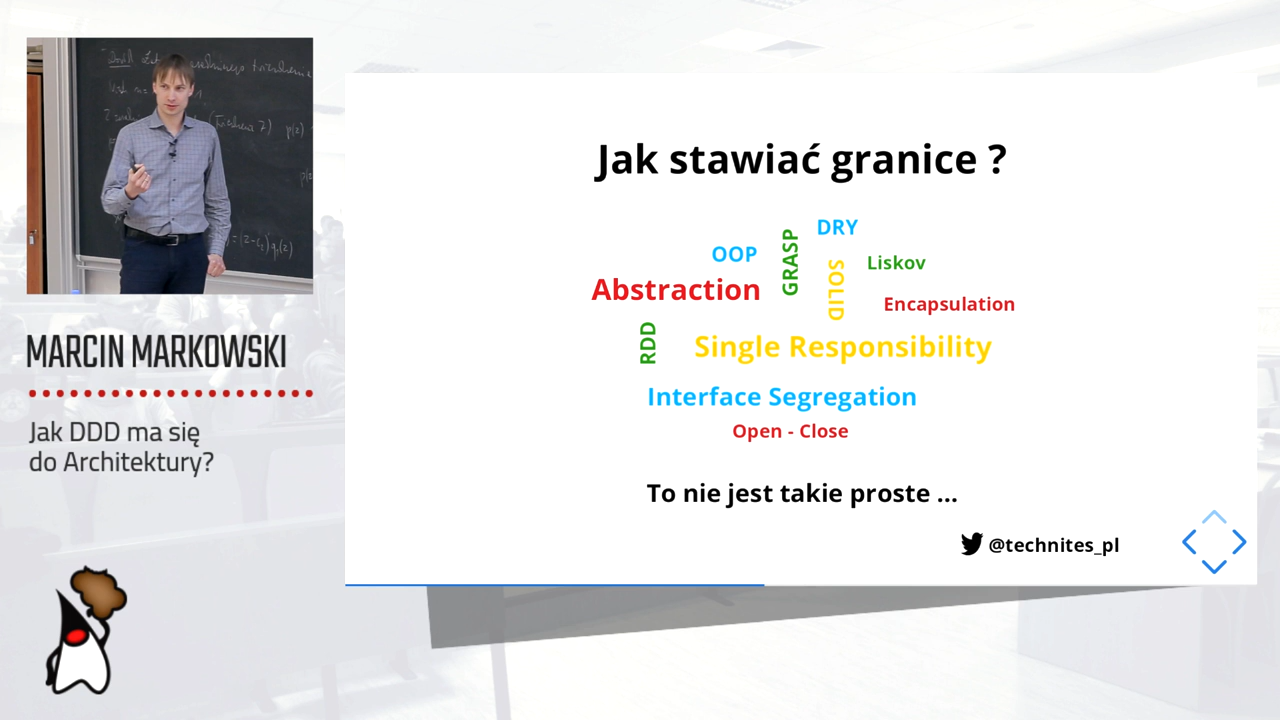 MARCIN MARKOWSKI
Jak DDD ma się
do Architektury?
Jak stawiać granice ?
DRY
OOP
GRASP
SOLID
Liskov
Abstraction
Encapsulation
RDD
Single Responsibility
Interface Segregation
Open - Close
To nie jest takie proste ...
@technites_pl